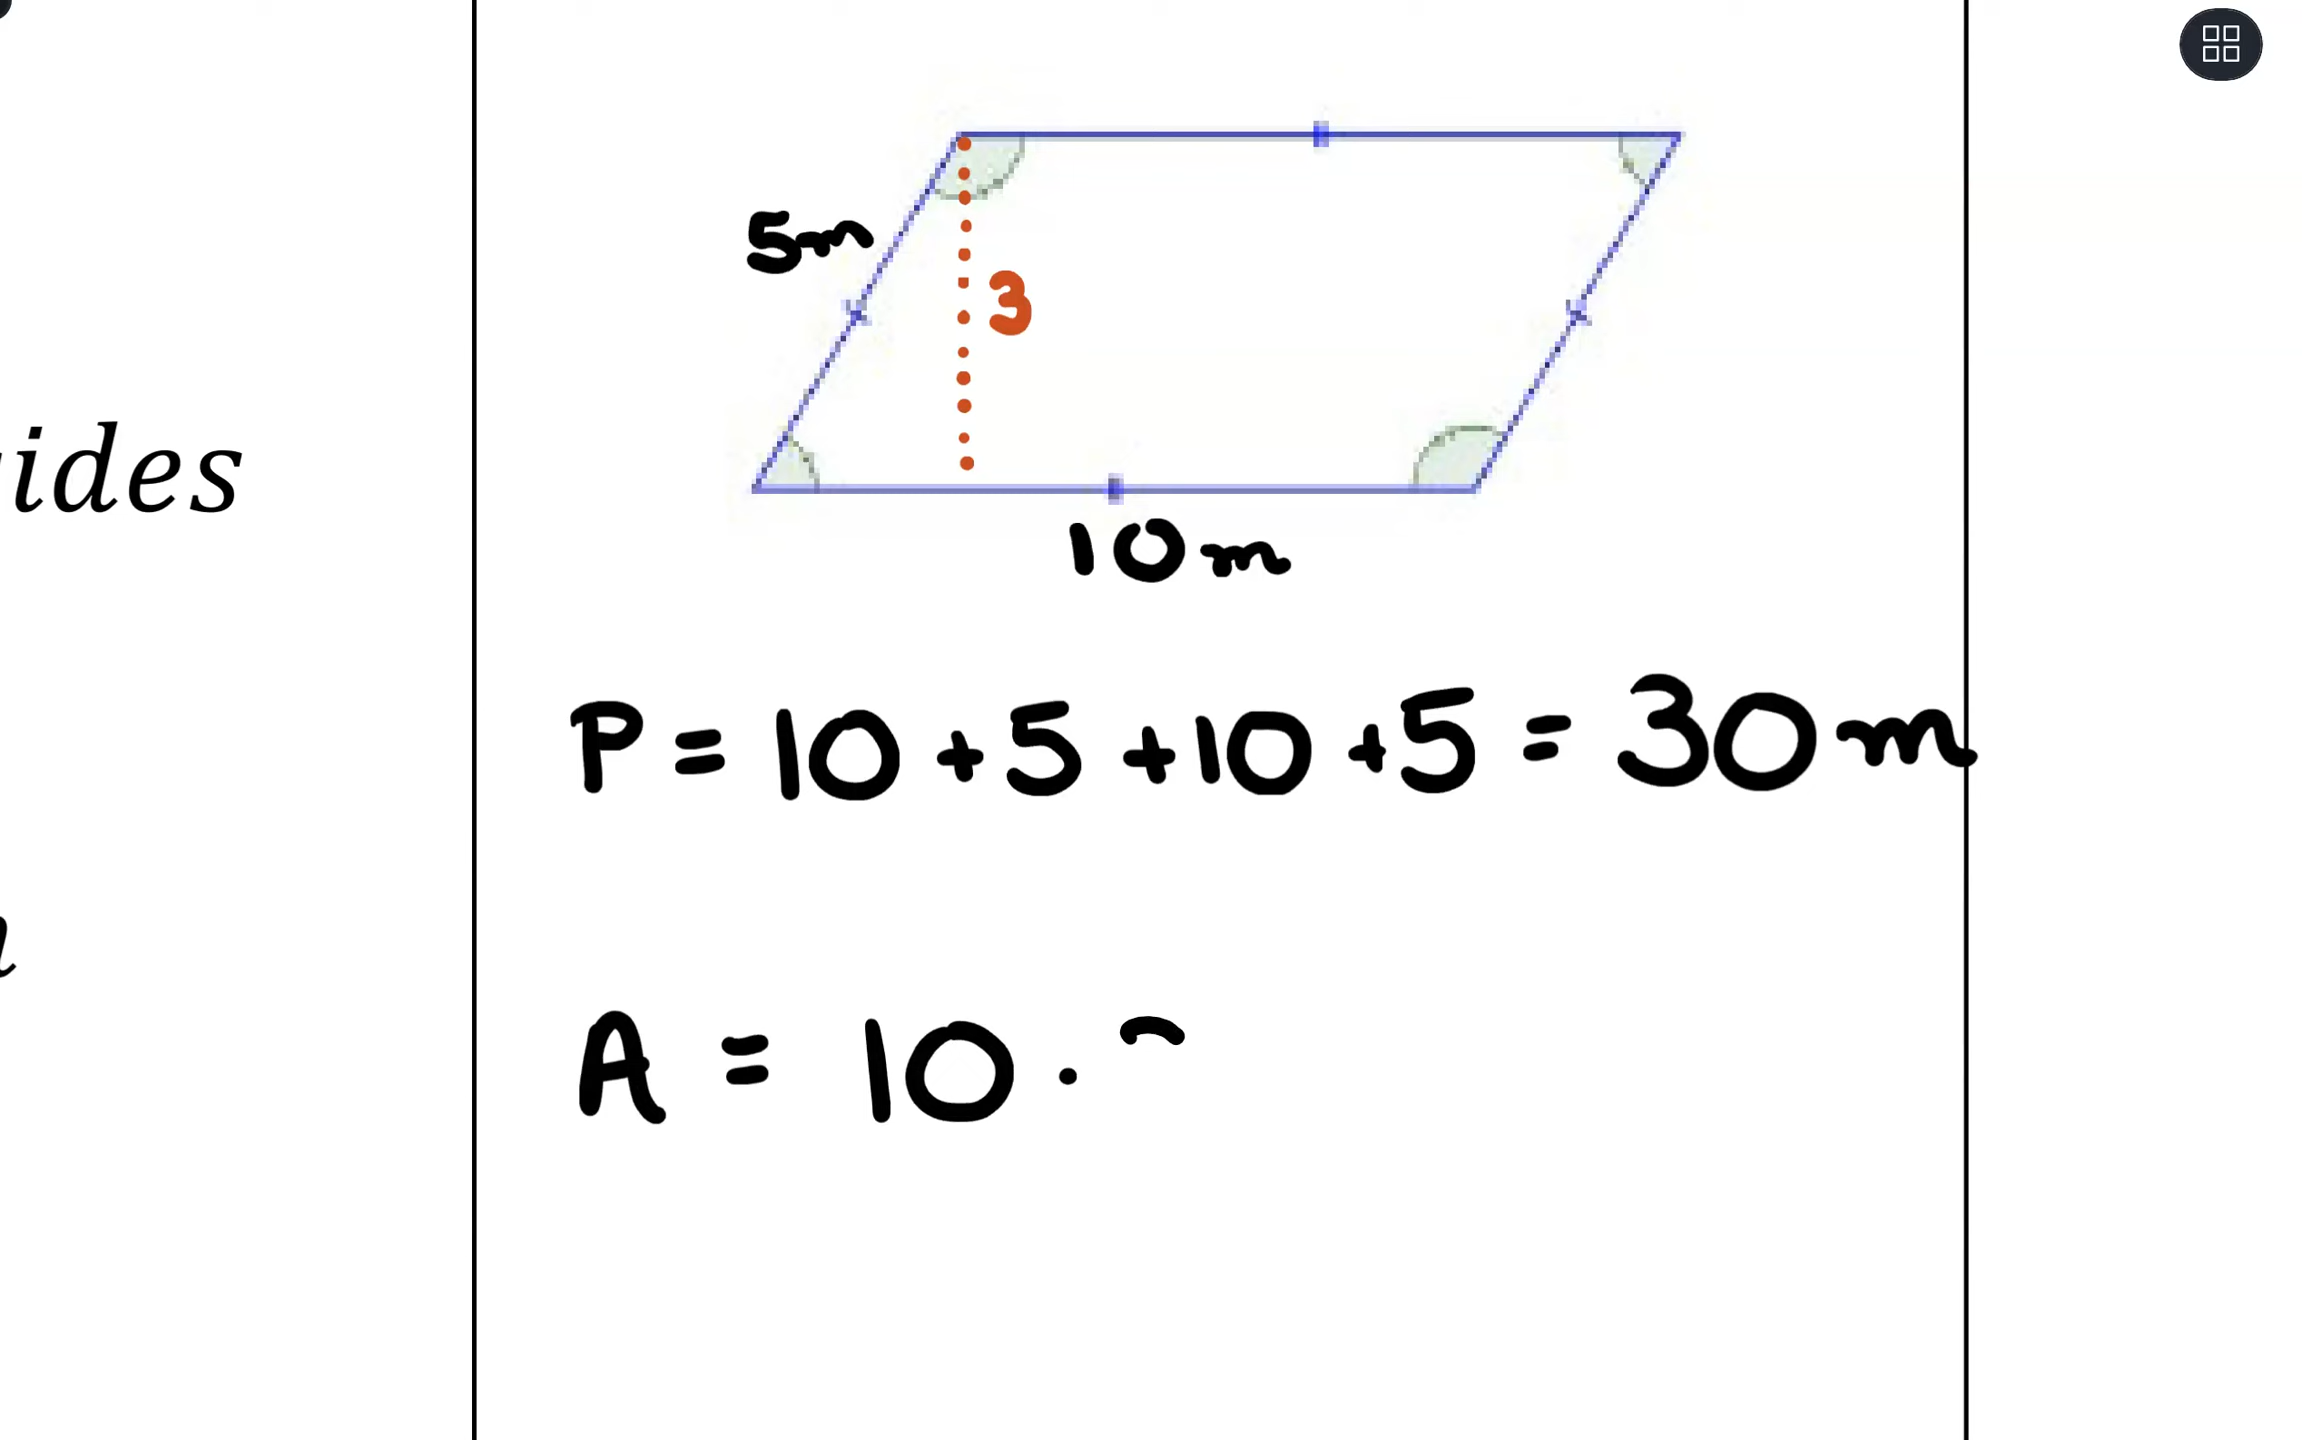 5m
3
ides
10m
P = 10 + 5 + 10 + 5 = 30m
A = 10 ·